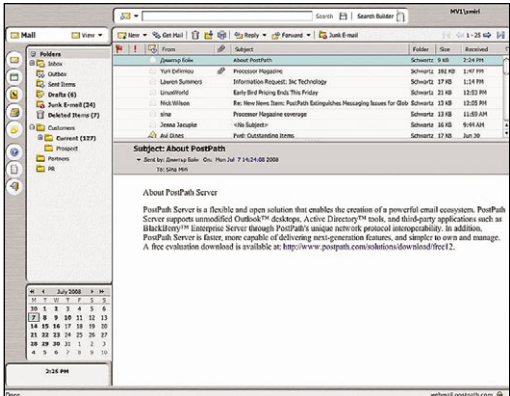 MV1\smiri
Search Search Builder
Mail View
New Get Mail Reply Forward Junk E-mail 1-25
Folders
Inbox
Outbox
Sent Items
Drafts (6)
Junk E-mail (24)
Deleted Items (7)
Customers
Current (127)
Prospect
Partners
PR
From Subject Folder Size Received
About PostPath Schwartz 9 KB 2:24 PM
Processor Magazine Schwartz 162 KB 1:47 PM
Lauren Summers Information Request: Inc Technology Schwartz 17 KB 1:14 PM
LinuxWorld Early Bird Pricing Ends This Friday Schwartz 21 KB 12:53 PM
Nick Wilson Re: New News Item: PostPath Extinguishes Messaging Issues for Glob Schwartz 13 KB 12:05 PM
sina Processor Magazine coverage Schwartz 13 KB 11:59 AM
<No Subject> Schwartz 16 KB 9:44 AM
Avi Gines Fwd: Outstanding Items Schwartz 17 KB Jun 30
Subject: About PostPath
Sent by: On: Mon Jul 7 14:24:08 2008
To: Sina Miri
About PostPath Server
PostPath Server is a flexible and open solution that enables the creation of a powerful email ecosystem. PostPath
Server supports unmodified Outlook™ desktops, Active Directory™ tools, and third-party applications such as
BlackBerry™ Enterprise Server through PostPath's unique network protocol interoperability. In addition,
PostPath Server is faster, more capable of delivering next-generation features, and simpler to own and manage.
A free evaluation download is available at: http://www.postpath.com/solutions/download/free12.
July 2008
M T W T F S S
30 1 2 3 4 5 6
7 8 9 10 11 12 13
14 15 16 17 18 19 20
21 22 23 24 25 26 27
28 29 30 31 1 2 3
4 5 6 7 8 9 10
2:25 PM
Done
webmail.postpath.com